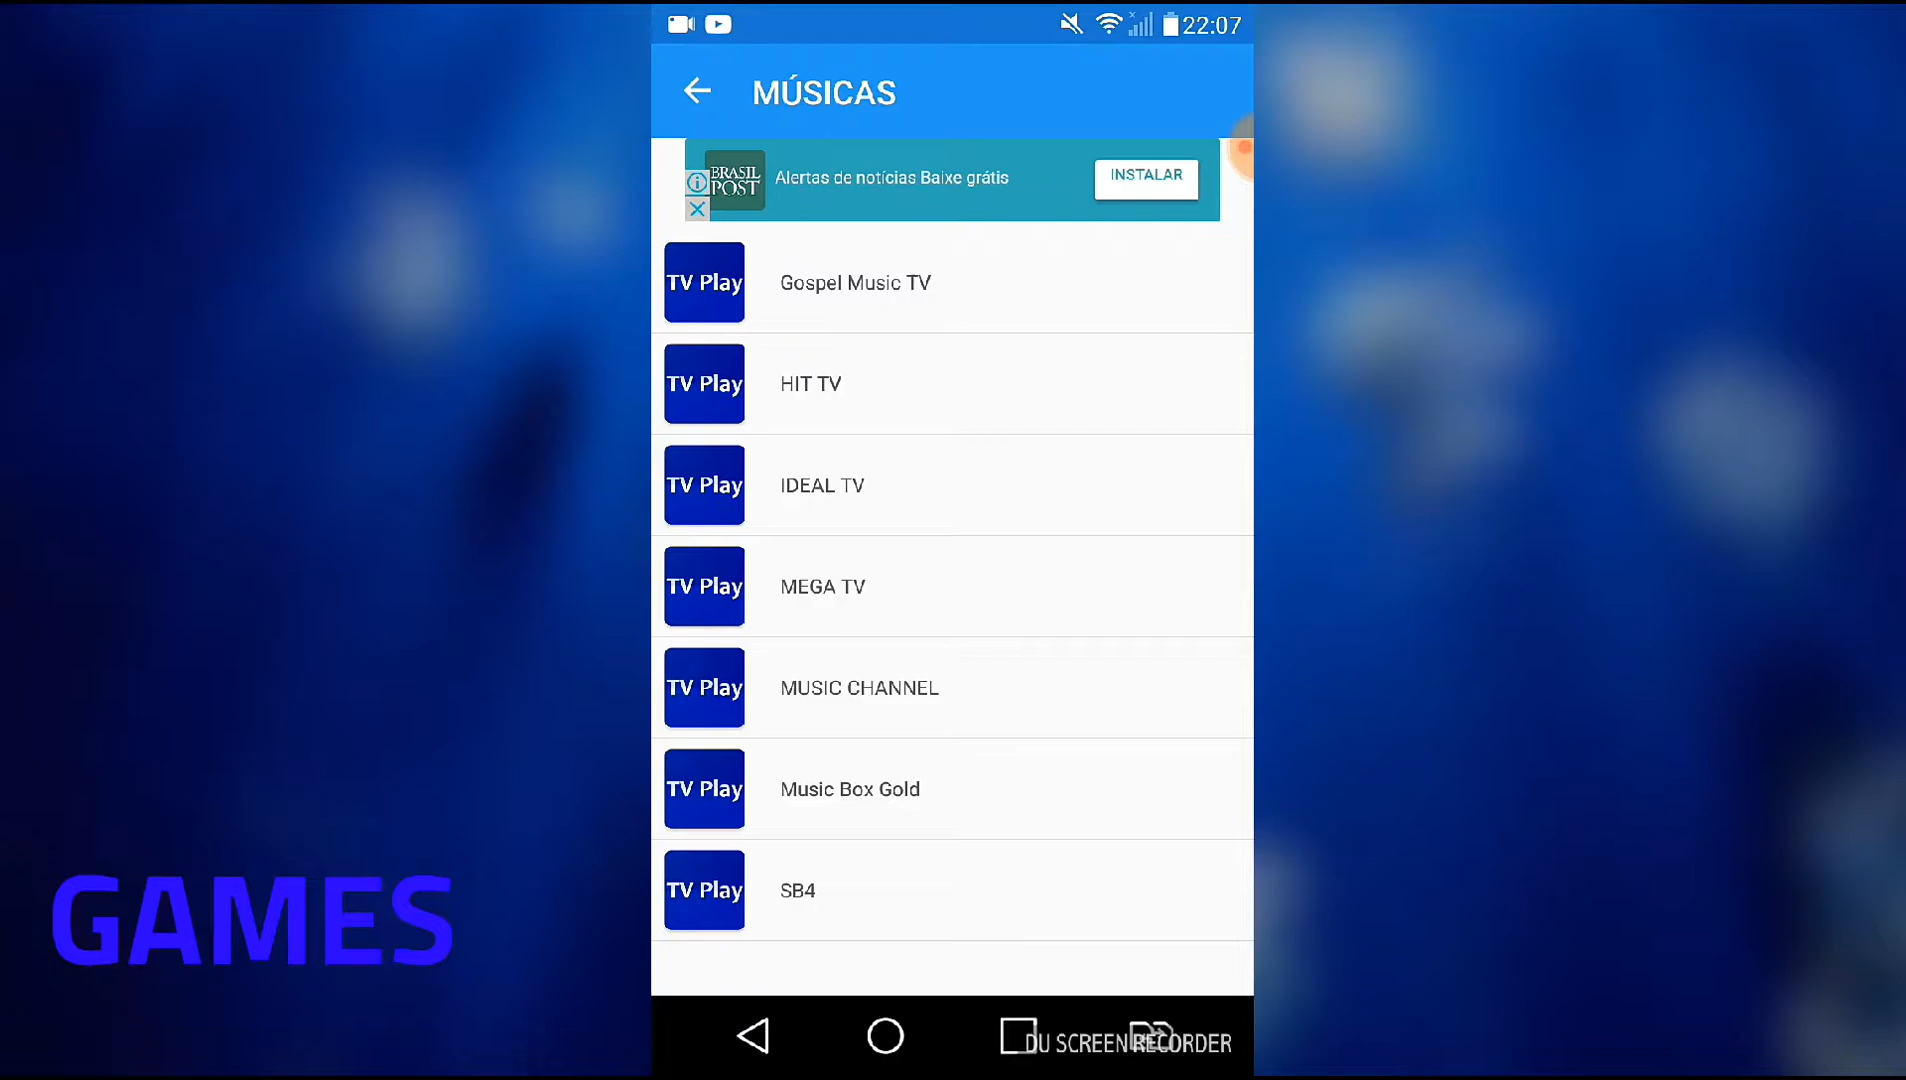 22:07
MÚSICAS
BRASIL
POST
Alertas de notícias Baixe grátis
INSTALAR
TV Play
Gospel Music TV
TV Play
HIT TV
TV Play
IDEAL TV
TV Play
MEGA TV
TV Play
MUSIC CHANNEL
TV Play
Music Box Gold
TV Play
SB4
GAMES
DU SCREEN RECORDER